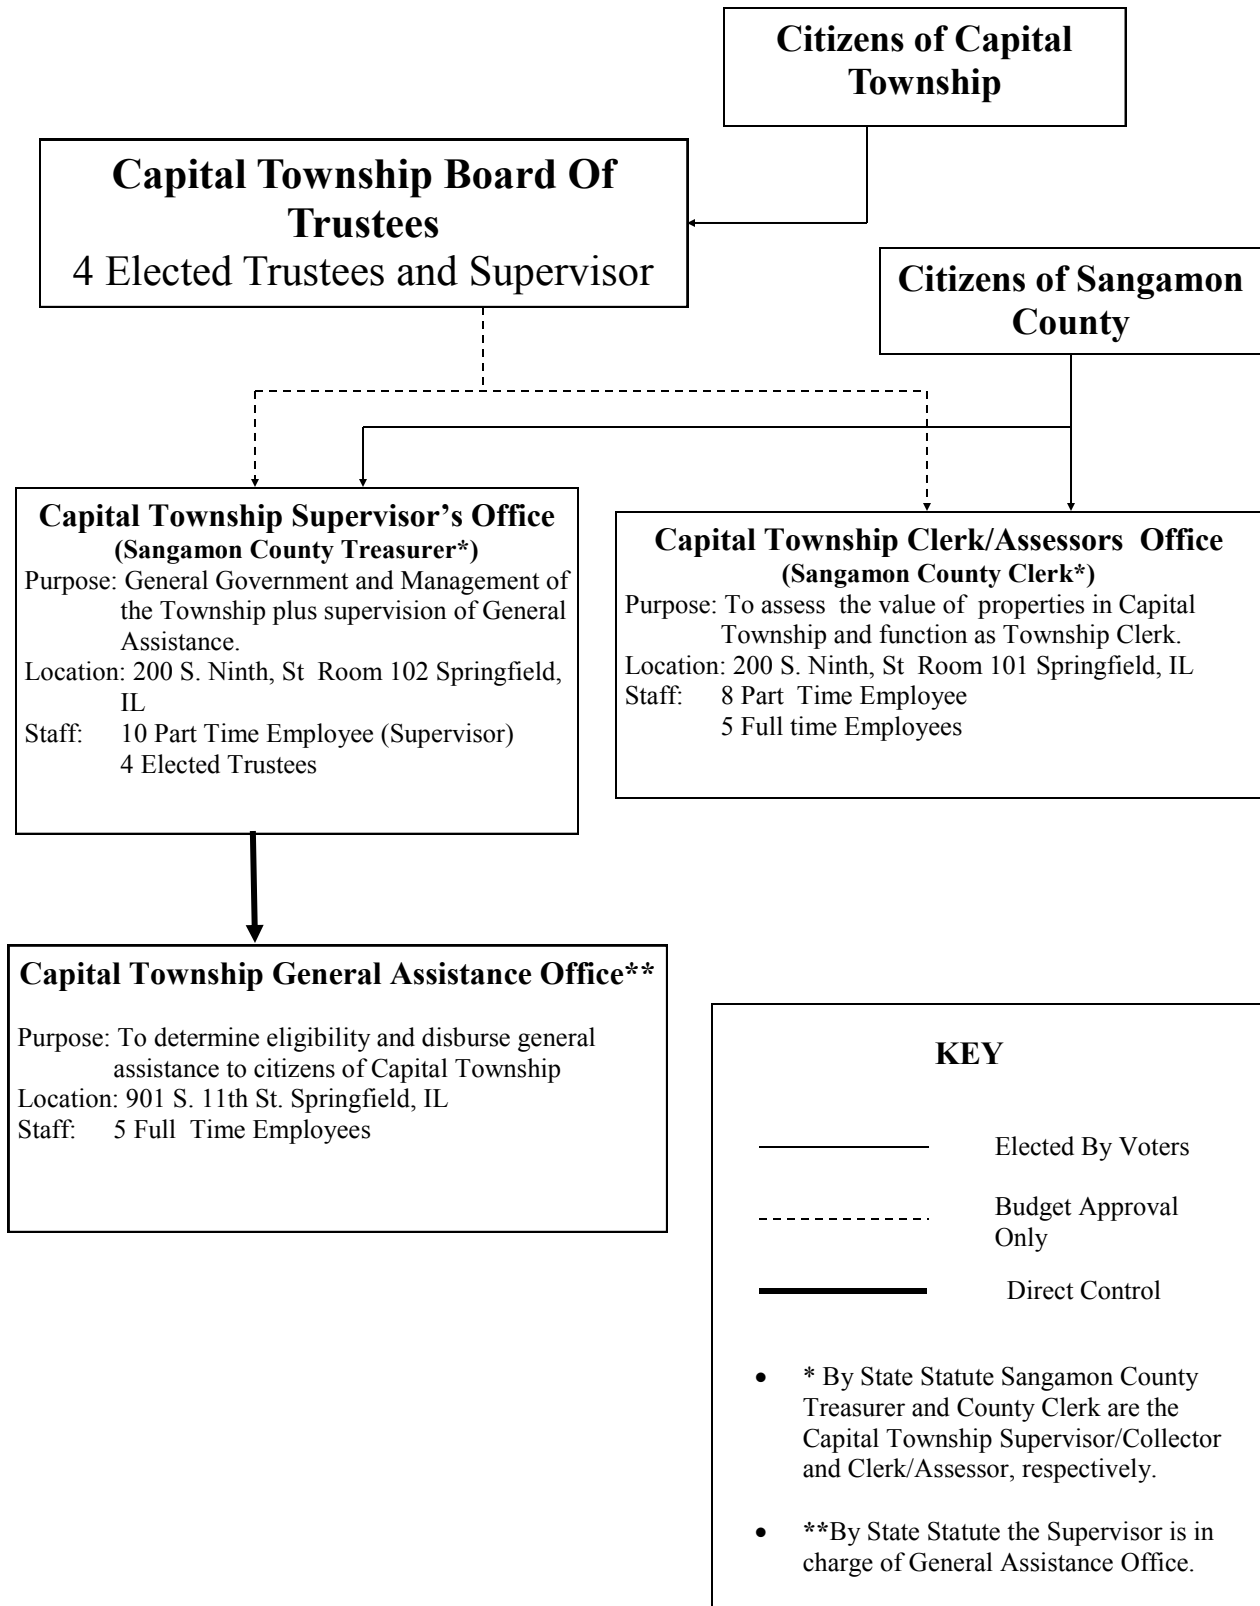 Citizens of Capital
Township
Capital Township Board Of
Trustees
4 Elected Trustees and Supervisor
Citizens of Sangamon
County
Capital Township Supervisor’s Office
(Sangamon County Treasurer*)
Purpose: General Government and Management of
the Township plus supervision of General
Assistance.
Location: 200 S. Ninth, St  Room 102 Springfield,
IL
Staff: 10 Part Time Employee (Supervisor)
4 Elected Trustees
Capital Township Clerk/Assessors  Office
(Sangamon County Clerk*)
Purpose: To assess  the value of  properties in Capital
Township and function as Township Clerk.
Location: 200 S. Ninth, St  Room 101 Springfield, IL
Staff: 8 Part  Time Employee
5 Full time Employees
Capital Township General Assistance Office**
Purpose: To determine eligibility and disburse general
assistance to citizens of Capital Township
Location: 901 S. 11th St. Springfield, IL
Staff: 5 Full  Time Employees
KEY
Elected By Voters
Budget Approval
Only
Direct Control
• * By State Statute Sangamon County
Treasurer and County Clerk are the
Capital Township Supervisor/Collector
and Clerk/Assessor, respectively.
• **By State Statute the Supervisor is in
charge of General Assistance Office.